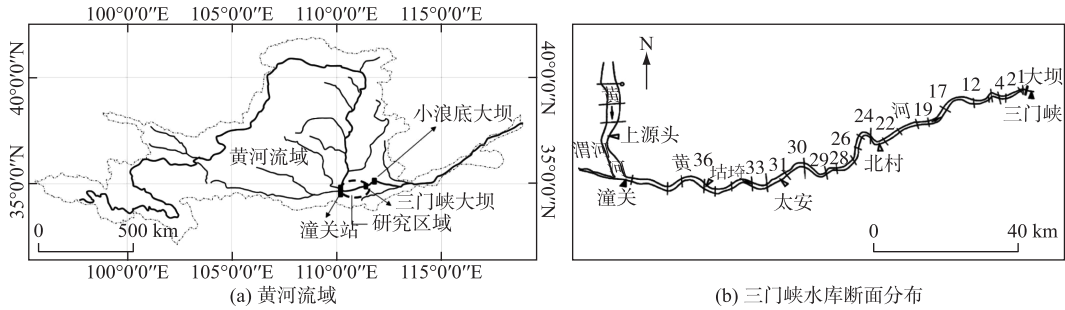 100°0′0″E 105°0′0″E 110°0′0″E 115°0′0″E
40°0′0″N
35°0′0″N
40°0′0″N
35°0′0″N
小浪底大坝
黄河流域
三门峡大坝
潼关站
研究区域
0 500 km
100°0′0″E 105°0′0″E 110°0′0″E 115°0′0″E
(a) 黄河流域
N
黄
河
上源头
渭河
潼关
黄 36 㙮埼 33 31 30 29 28 26 24 22 河 19 17 12 4 2 1 大坝
三门峡
北村
太安
0 40 km
(b) 三门峡水库断面分布